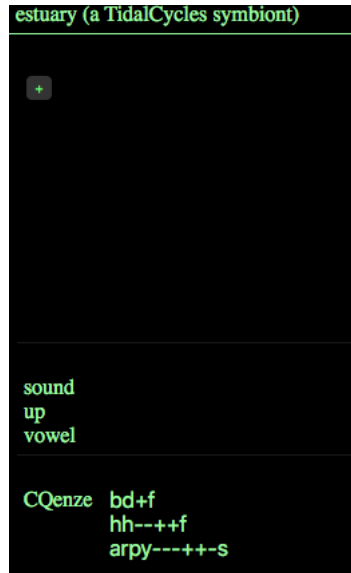 estuary (a TidalCycles symbiont)
+
sound
up
vowel
CQenze bd+f
hh--++f
arpy---++-s